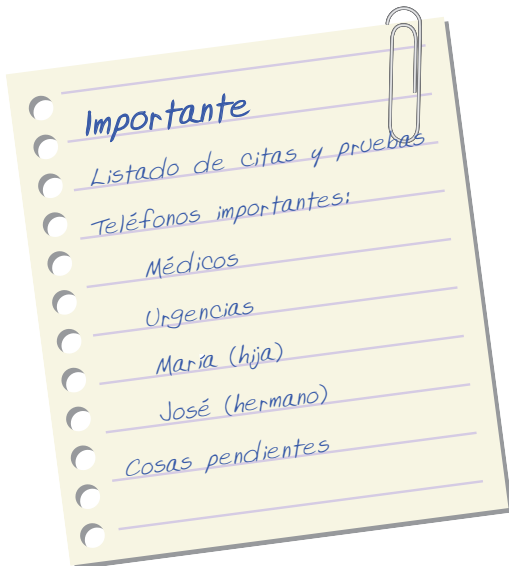 Importante
Listado de citas y pruebas
Teléfonos importantes:
Médicos
Urgencias
María (hija)
José (hermano)
Cosas pendientes